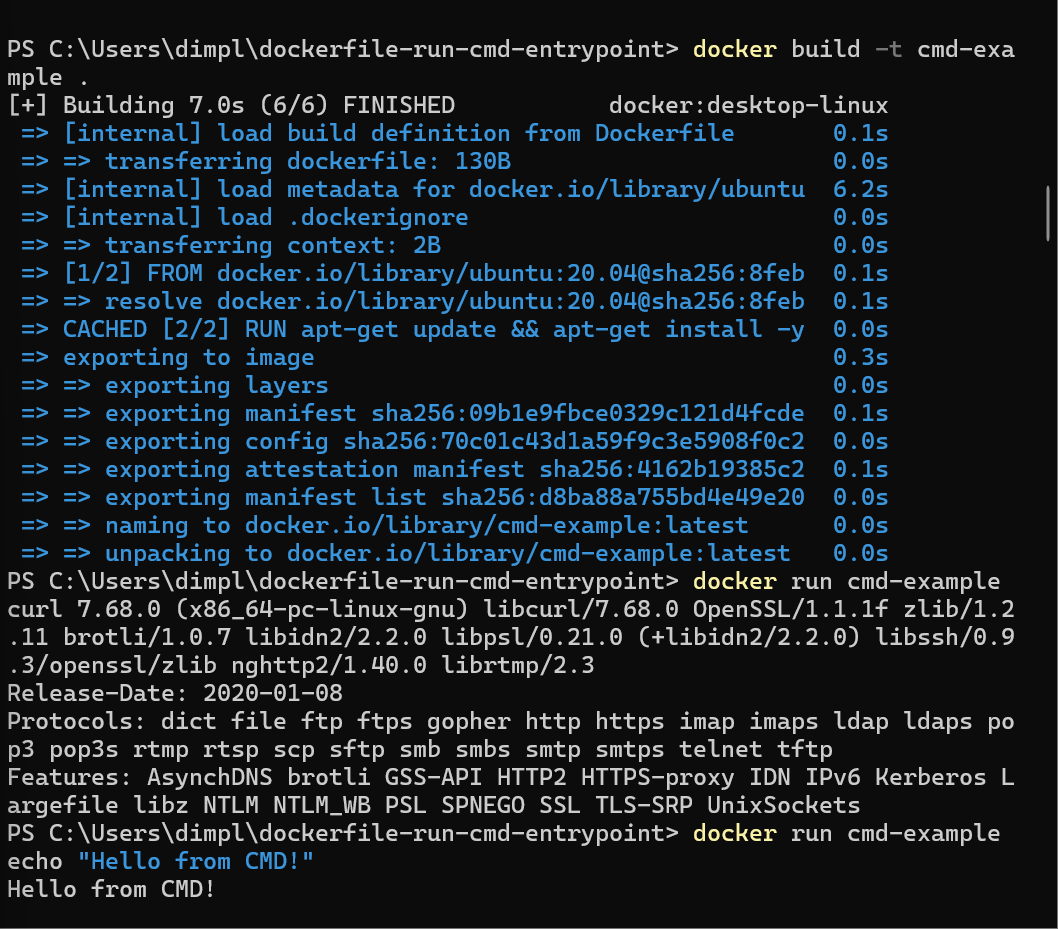 PS C:\Users\dimpl\dockerfile-run-cmd-entrypoint> docker build -t cmd-exa
mple .
[+] Building 7.0s (6/6) FINISHED docker:desktop-linux
=> [internal] load build definition from Dockerfile 0.1s
=> => transferring dockerfile: 130B 0.0s
=> [internal] load metadata for docker.io/library/ubuntu 6.2s
=> [internal] load .dockerignore 0.0s
=> => transferring context: 2B 0.0s
=> [1/2] FROM docker.io/library/ubuntu:20.04@sha256:8feb 0.1s
=> => resolve docker.io/library/ubuntu:20.04@sha256:8feb 0.1s
=> CACHED [2/2] RUN apt-get update && apt-get install -y 0.0s
=> exporting to image 0.3s
=> => exporting layers 0.0s
=> => exporting manifest sha256:09b1e9fbce0329c121d4fcde 0.1s
=> => exporting config sha256:70c01c43d1a59f9c3e5908f0c2 0.0s
=> => exporting attestation manifest sha256:4162b19385c2 0.1s
=> => exporting manifest list sha256:d8ba88a755bd4e49e20 0.0s
=> => naming to docker.io/library/cmd-example:latest 0.0s
=> => unpacking to docker.io/library/cmd-example:latest 0.0s
PS C:\Users\dimpl\dockerfile-run-cmd-entrypoint> docker run cmd-example
curl 7.68.0 (x86_64-pc-linux-gnu) libcurl/7.68.0 OpenSSL/1.1.1f zlib/1.2
.11 brotli/1.0.7 libidn2/2.2.0 libpsl/0.21.0 (+libidn2/2.2.0) libssh/0.9
.3/openssl/zlib nghttp2/1.40.0 librtmp/2.3
Release-Date: 2020-01-08
Protocols: dict file ftp ftps gopher http https imap imaps ldap ldaps po
p3 pop3s rtmp rtsp scp sftp smb smbs smtp smtps telnet tftp
Features: AsynchDNS brotli GSS-API HTTP2 HTTPS-proxy IDN IPv6 Kerberos L
argefile libz NTLM NTLM_WB PSL SPNEGO SSL TLS-SRP UnixSockets
PS C:\Users\dimpl\dockerfile-run-cmd-entrypoint> docker run cmd-example
echo "Hello from CMD!"
Hello from CMD!